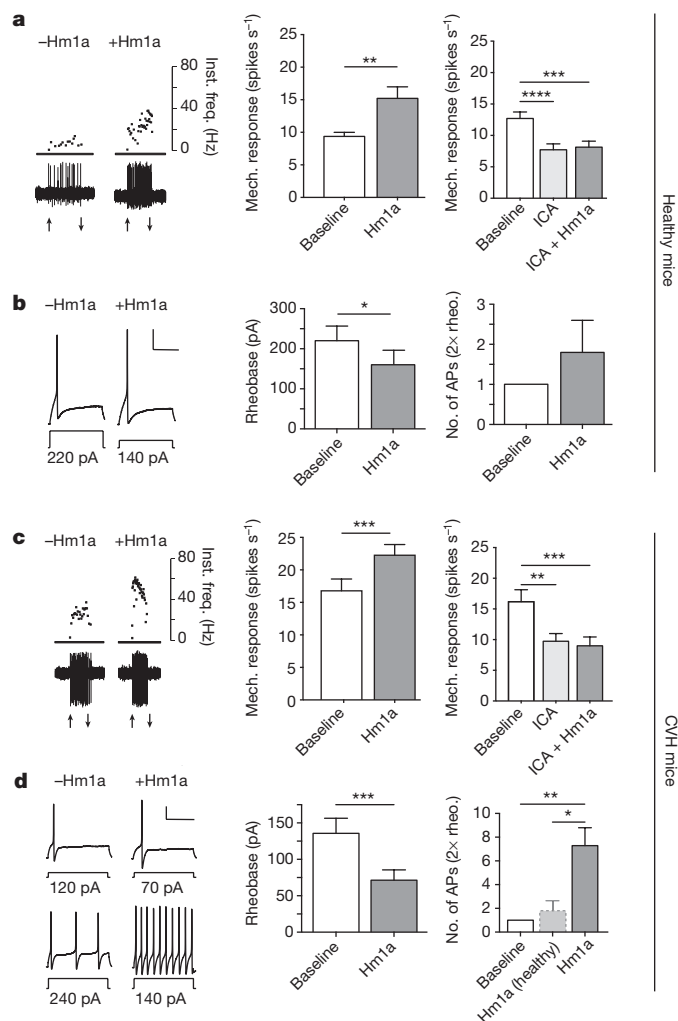 a
–Hm1a
+Hm1a
80
40
0
Inst. freq. (Hz)
Mech. response (spikes s⁻¹)
25
20
15
10
5
0
**
Baseline
Hm1a
Mech. response (spikes s⁻¹)
25
20
15
10
5
0
***
****
Baseline
ICA
ICA + Hm1a
Healthy mice
b
–Hm1a
+Hm1a
220 pA
140 pA
Rheobase (pA)
300
200
100
0
*
Baseline
Hm1a
No. of APs (2× rheo.)
3
2
1
0
Baseline
Hm1a
c
–Hm1a
+Hm1a
80
40
0
Inst. freq. (Hz)
Mech. response (spikes s⁻¹)
25
20
15
10
5
0
***
Baseline
Hm1a
Mech. response (spikes s⁻¹)
25
20
15
10
5
0
***
**
Baseline
ICA
ICA + Hm1a
CVH mice
d
–Hm1a
+Hm1a
120 pA
70 pA
240 pA
140 pA
Rheobase (pA)
150
100
50
0
***
Baseline
Hm1a
No. of APs (2× rheo.)
10
8
6
4
2
0
**
*
Baseline
Hm1a (healthy)
Hm1a